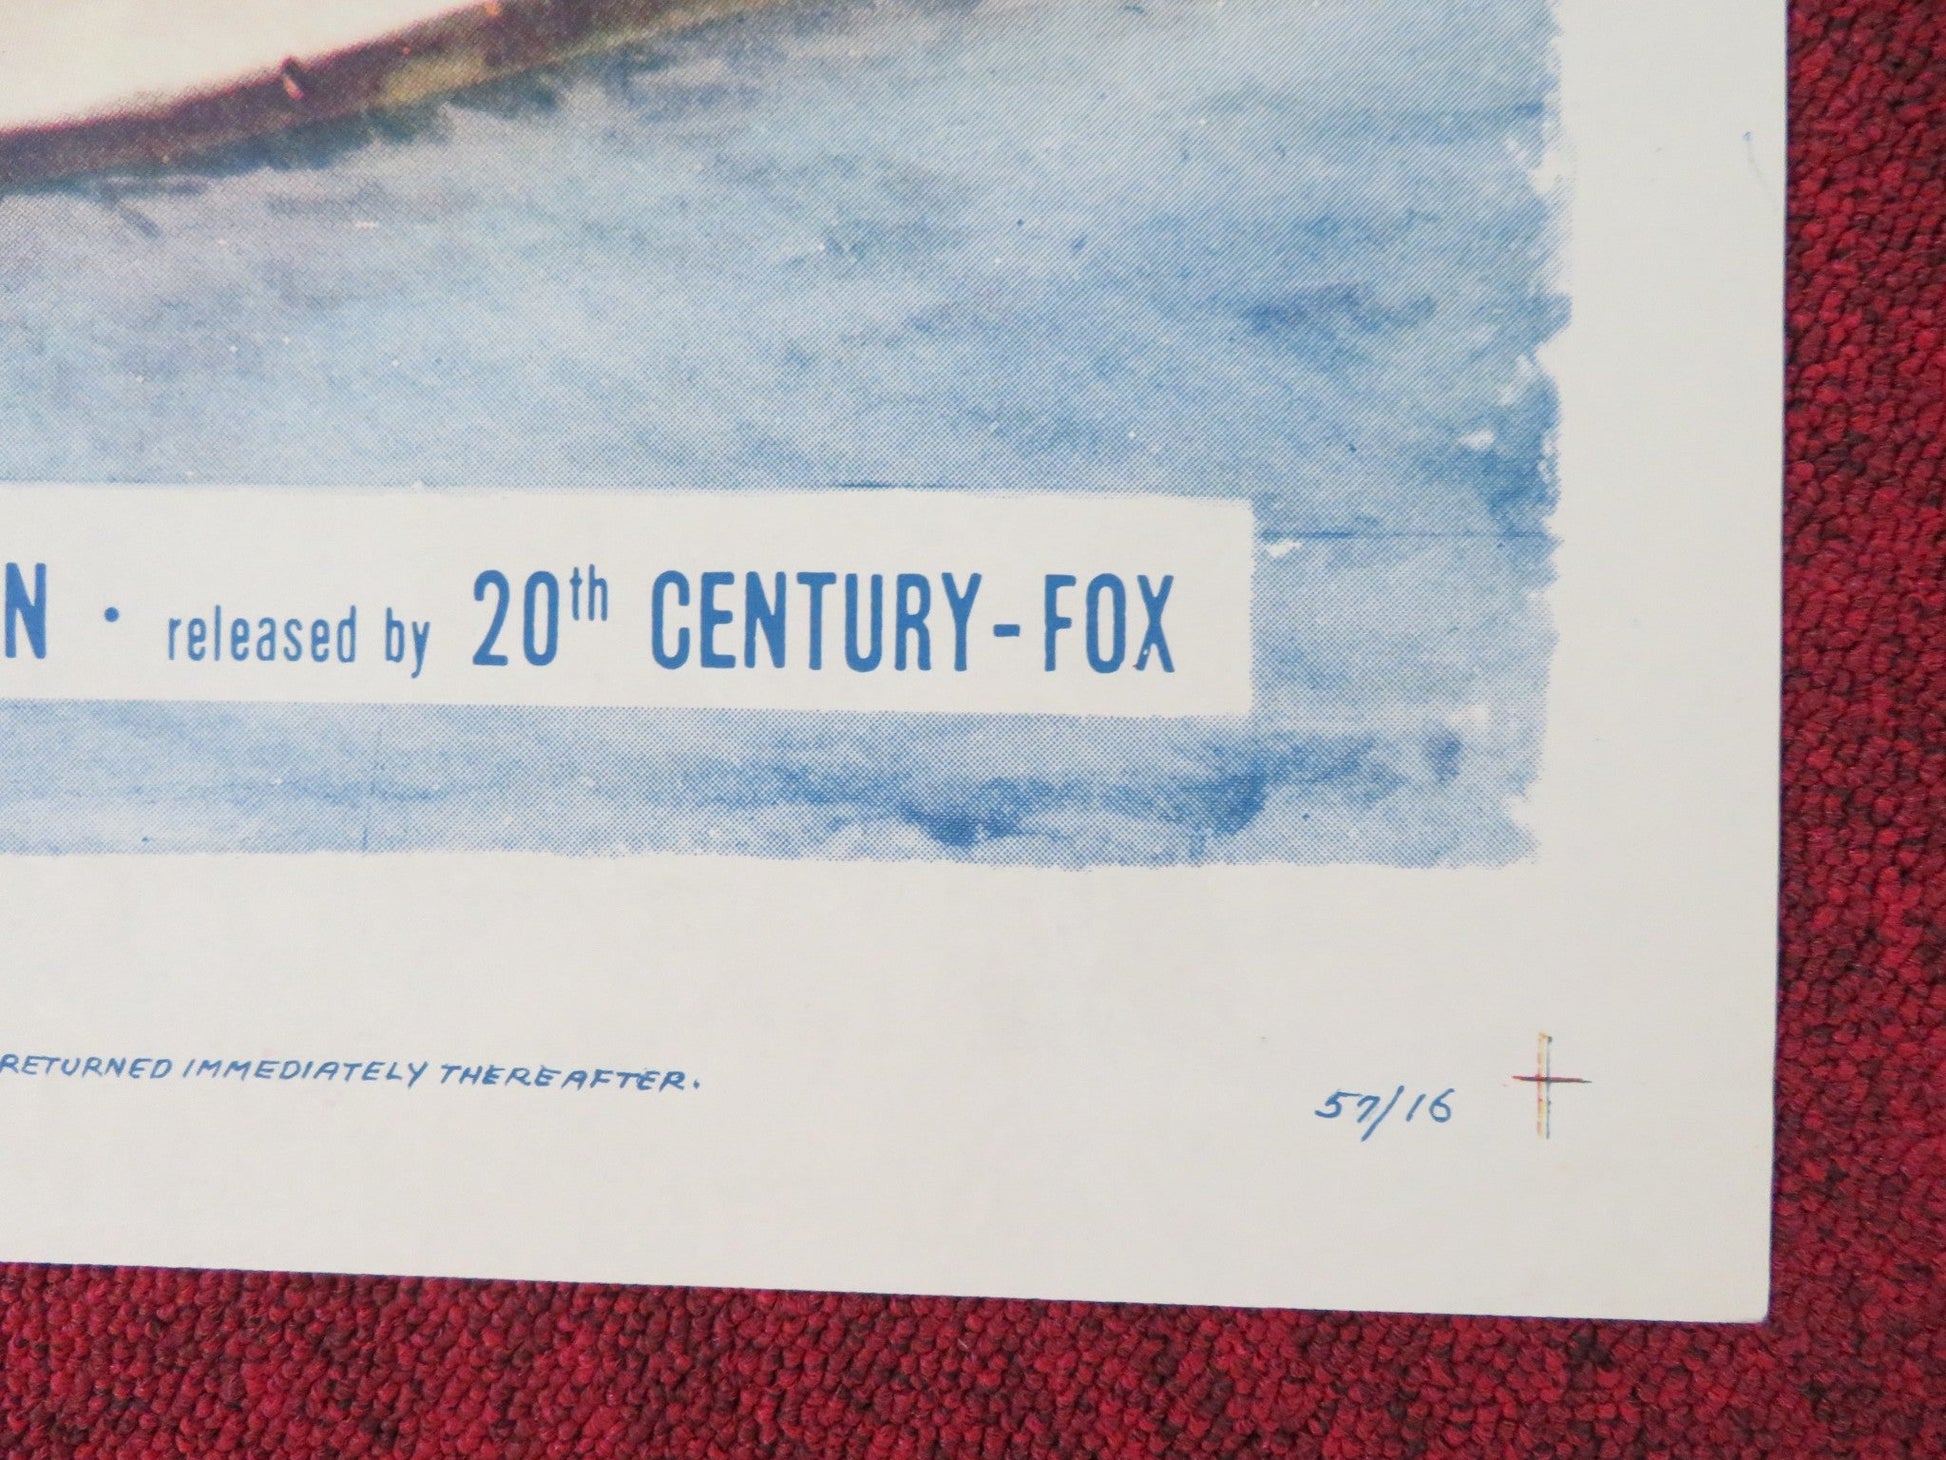 N • released by 20th CENTURY-FOX
RETURNED IMMEDIATELY THEREAFTER.
57/16